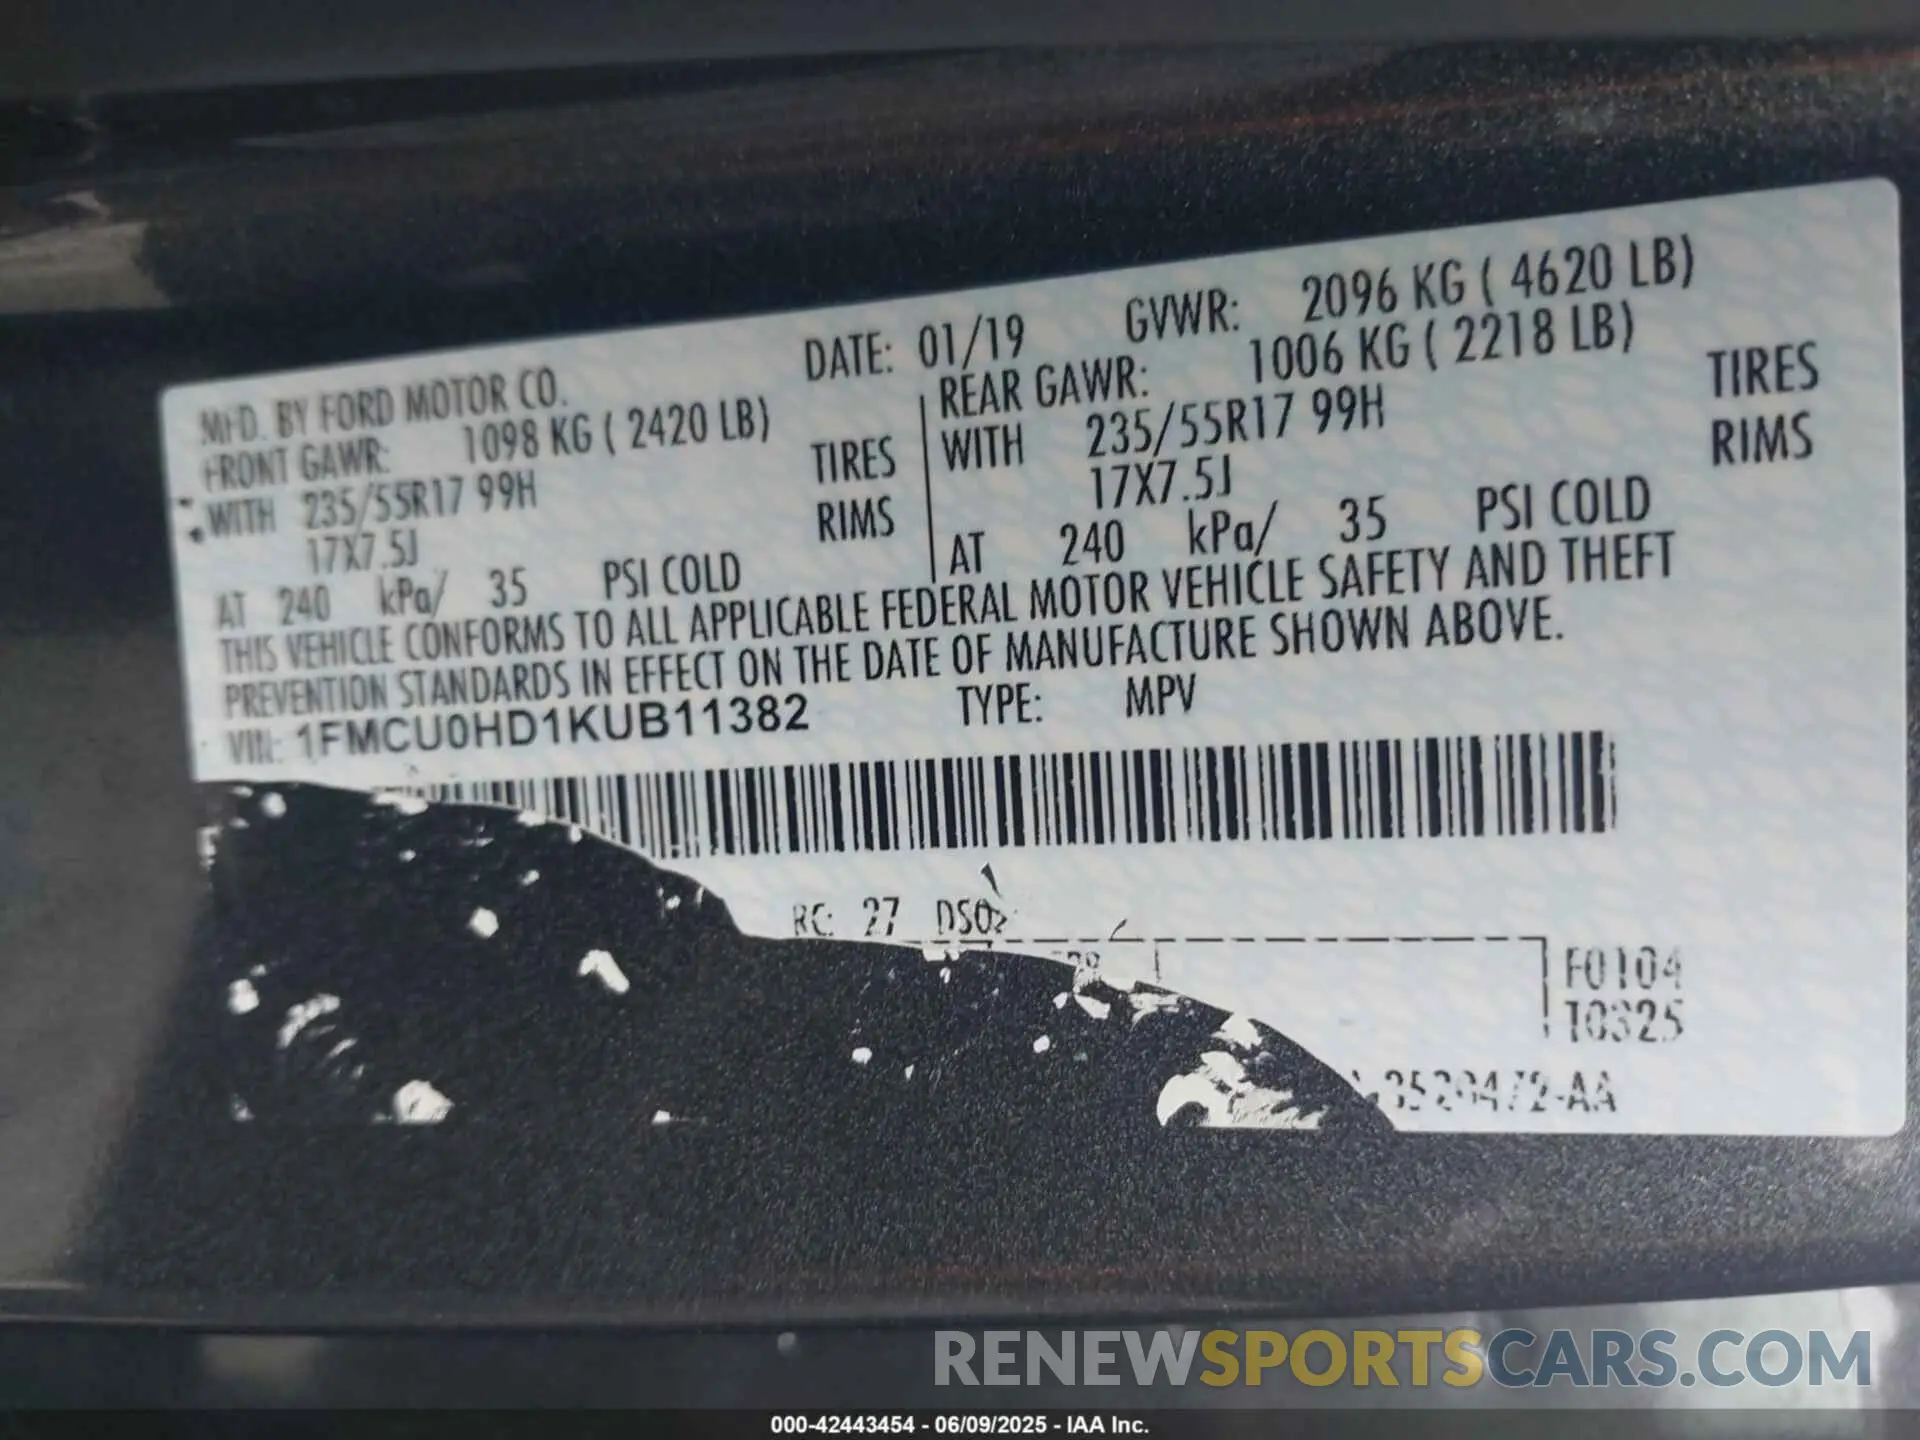 MFD. BY FORD MOTOR CO. DATE: 01/19 GVWR: 2096 KG ( 4620 LB)
FRONT GAWR: 1098 KG ( 2420 LB) REAR GAWR: 1006 KG ( 2218 LB)
WITH 235/55R17 99H TIRES WITH 235/55R17 99H TIRES
17X7.5J RIMS 17X7.5J RIMS
AT 240 kPa/ 35 PSI COLD AT 240 kPa/ 35 PSI COLD
THIS VEHICLE CONFORMS TO ALL APPLICABLE FEDERAL MOTOR VEHICLE SAFETY AND THEFT
PREVENTION STANDARDS IN EFFECT ON THE DATE OF MANUFACTURE SHOWN ABOVE.
VIN: 1FMCU0HD1KUB11382 TYPE: MPV
RC: 27 DSO:
F0104
T0325
3520472-AA
RENEWSPORTSCARS.COM
000-42443454 - 06/09/2025 - IAA Inc.